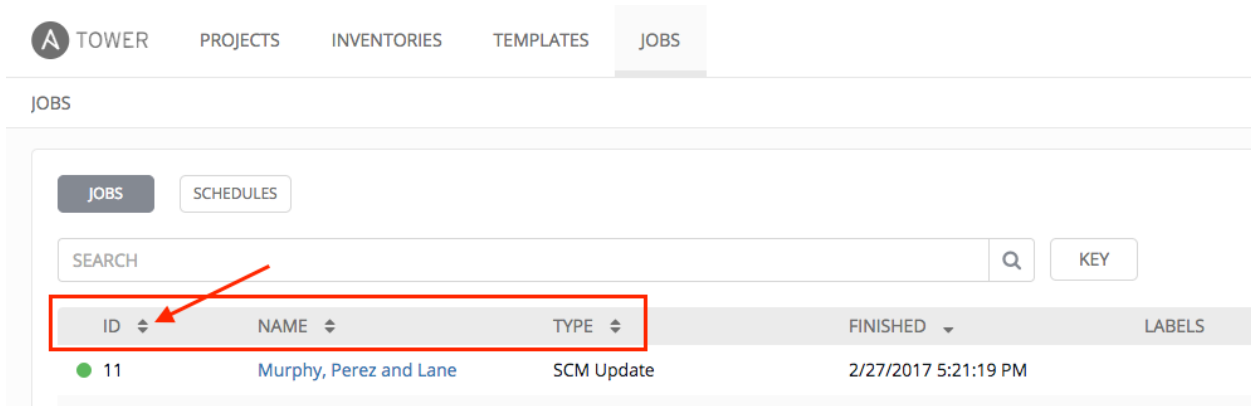 A TOWER PROJECTS INVENTORIES TEMPLATES JOBS
JOBS
JOBS SCHEDULES
SEARCH KEY
ID NAME TYPE FINISHED LABELS
11 Murphy, Perez and Lane SCM Update 2/27/2017 5:21:19 PM